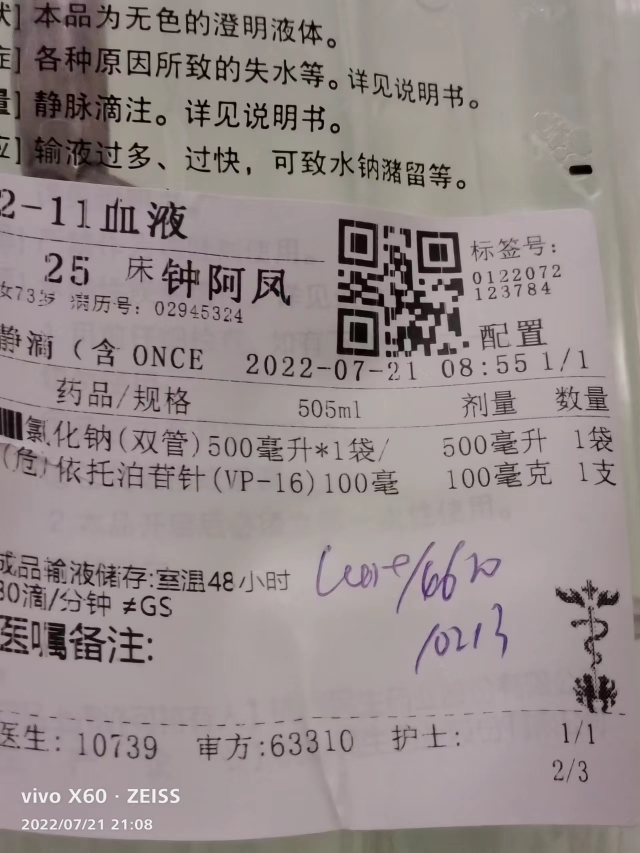 状] 本品为无色的澄明液体。
症] 各种原因所致的失水等。详见说明书。
量] 静脉滴注。详见说明书。
应] 输液过多、过快，可致水钠潴留等。
2-11血液
25 床 钟阿凤
女73岁 病历号: 02945324
标签号:
0122072
123784
配置
静滴 (含 ONCE 2022-07-21 08:55 1/1
药品/规格 505ml 剂量 数量
氯化钠(双管)500毫升*1袋/ 500毫升 1袋
(危)依托泊苷针(VP-16)100毫 100毫克 1支
成品输液储存:室温48小时
80滴/分钟 ≠GS
医嘱备注:
6620
10213
医生: 10739 审方:63310 护士: 1/1
2/3
vivo X60 · ZEISS
2022/07/21 21:08